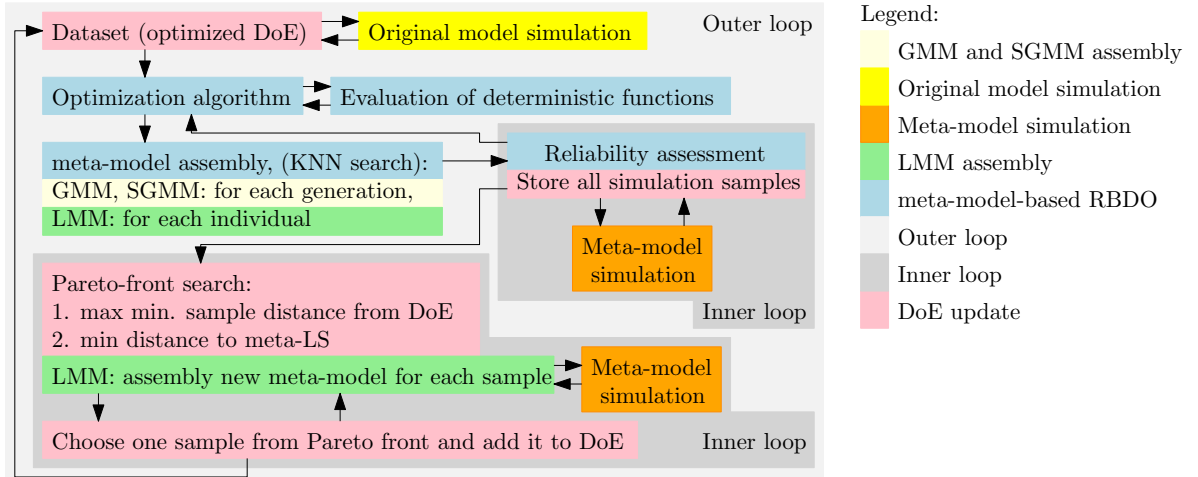 Dataset (optimized DoE)
Original model simulation
Outer loop
Optimization algorithm
Evaluation of deterministic functions
meta-model assembly, (KNN search):
GMM, SGMM: for each generation,
LMM: for each individual
Reliability assessment
Store all simulation samples
Meta-model
simulation
Inner loop
Pareto-front search:
1. max min. sample distance from DoE
2. min distance to meta-LS
LMM: assembly new meta-model for each sample
Meta-model
simulation
Choose one sample from Pareto front and add it to DoE
Inner loop
Legend:
GMM and SGMM assembly
Original model simulation
Meta-model simulation
LMM assembly
meta-model-based RBDO
Outer loop
Inner loop
DoE update